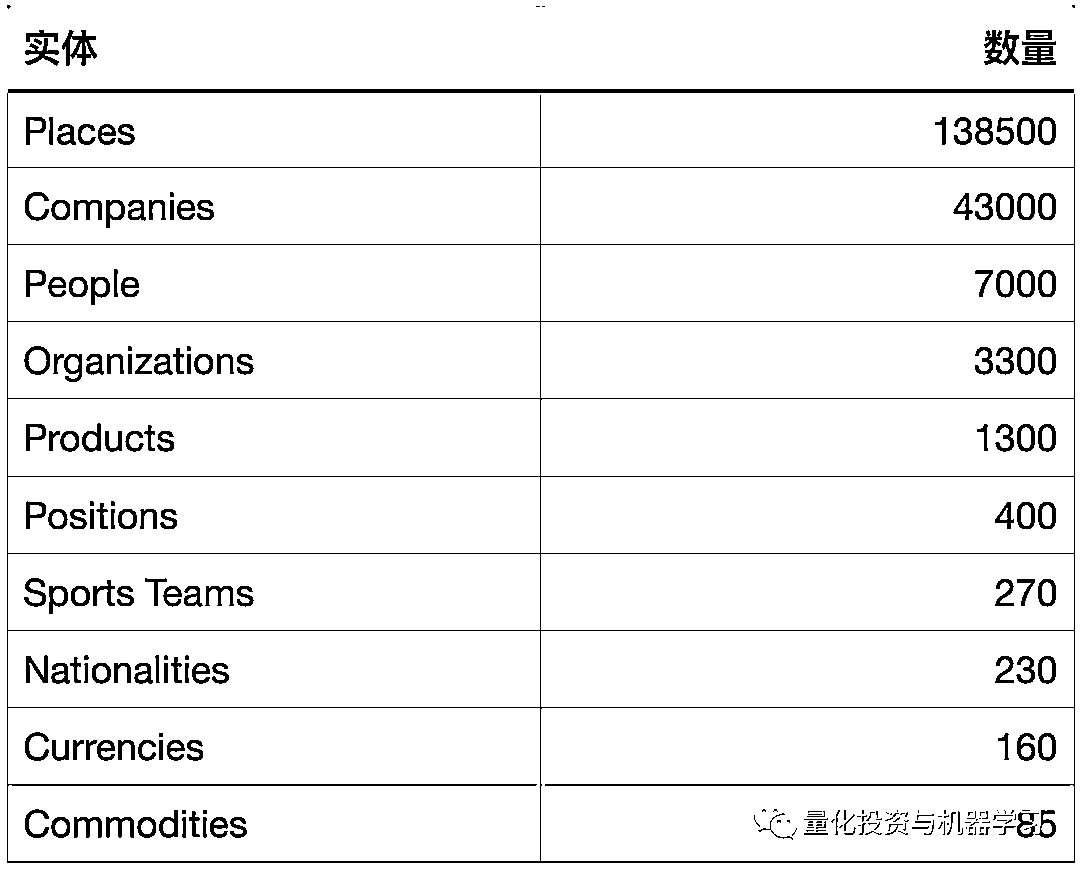 实体 数量
Places 138500
Companies 43000
People 7000
Organizations 3300
Products 1300
Positions 400
Sports Teams 270
Nationalities 230
Currencies 160
Commodities 85
量化投资与机器学习